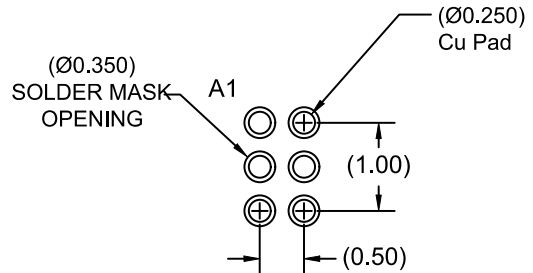 (Ø0.250)
Cu Pad
(Ø0.350)
SOLDER MASK
OPENING
A1
(1.00)
(0.50)